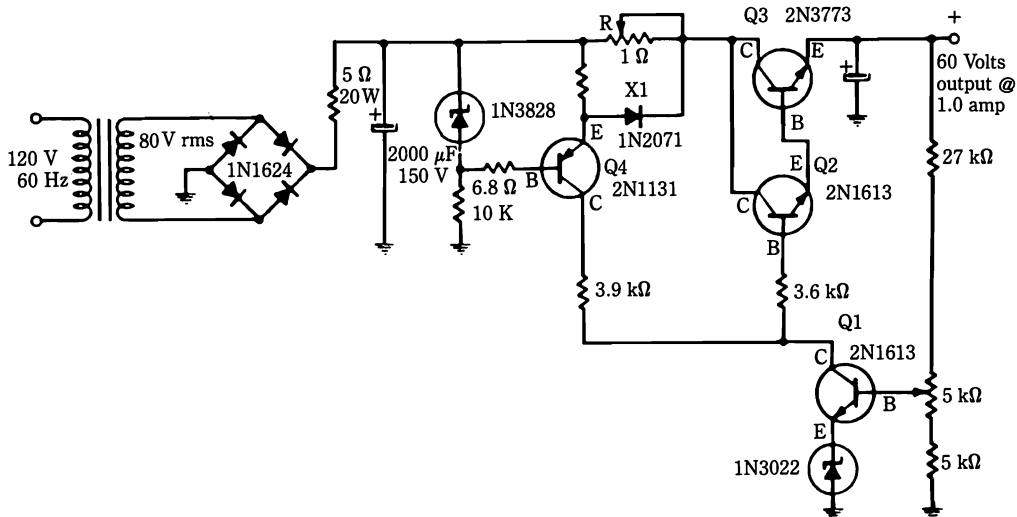 120 V
60 Hz
80 V rms
1N1624
5 Ω
20W
+
2000 µF
150 V
1N3828
6.8 Ω
10 K
R
1 Ω
X1
1N2071
E
B
C
Q4
2N1131
3.9 kΩ
Q3 2N3773
C
E
B
+
+
60 Volts
output @
1.0 amp
E
Q2
2N1613
C
B
27 kΩ
3.6 kΩ
Q1
2N1613
C
B
E
5 kΩ
1N3022
5 kΩ